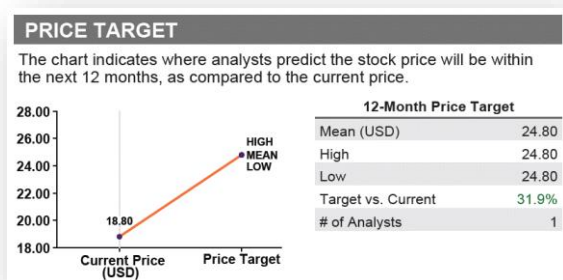 PRICE TARGET
The chart indicates where analysts predict the stock price will be within
the next 12 months, as compared to the current price.
28.00
26.00
24.00
22.00
20.00
18.00
18.80
HIGH
MEAN
LOW
Current Price
(USD)
Price Target
12-Month Price Target
Mean (USD) 24.80
High 24.80
Low 24.80
Target vs. Current 31.9%
# of Analysts 1